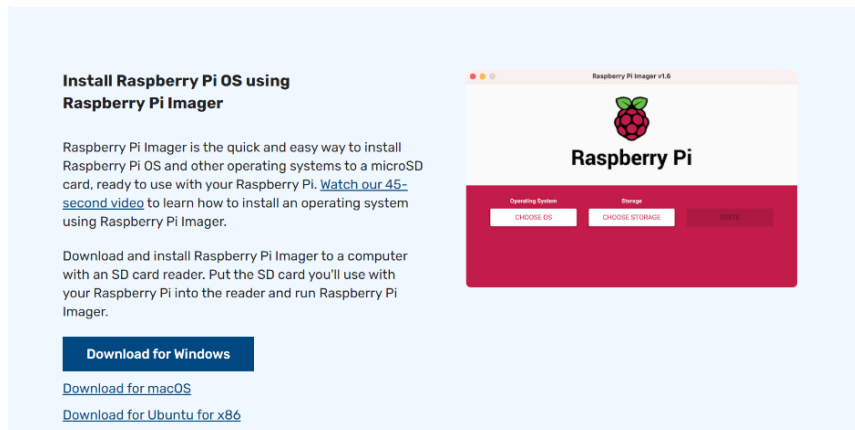 Install Raspberry Pi OS using
Raspberry Pi Imager
Raspberry Pi Imager is the quick and easy way to install
Raspberry Pi OS and other operating systems to a microSD
card, ready to use with your Raspberry Pi. Watch our 45-
second video to learn how to install an operating system
using Raspberry Pi Imager.
Download and install Raspberry Pi Imager to a computer
with an SD card reader. Put the SD card you'll use with
your Raspberry Pi into the reader and run Raspberry Pi
Imager.
Download for Windows
Download for macOS
Download for Ubuntu for x86
Raspberry Pi Imager v1.6
Raspberry Pi
Operating System Storage
CHOOSE OS CHOOSE STORAGE WRITE